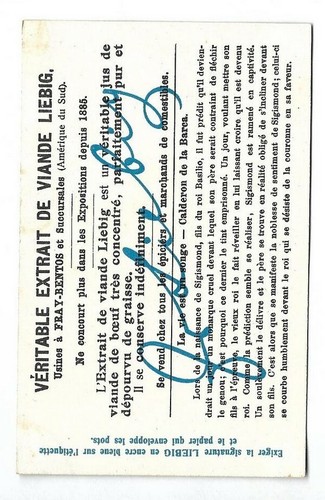 VÉRITABLE EXTRAIT DE VIANDE LIEBIG,
Usines à FRAY-BENTOS et Succursales (Amérique du Sud).
Ne concourt plus dans les Expositions depuis 1885.
L'Extrait de viande Liebig est un véritable jus de
viande de bœuf très concentré, parfaitement pur et
dépourvu de graisse.
Il se conserve indéfiniment.
Se vend chez tous les épiciers et marchands de comestibles.
La vie est un songe — Calderon de la Barca.
Lors de la naissance de Sigismond, fils du roi Basilio, il fut prédit qu'il devien-
drait un jour un monarque cruel devant lequel son père serait contraint de fléchir
le genou; c'est pourquoi ce dernier le tint emprisonné. Un jour, voulant mettre son
fils à l'épreuve, le vieux roi le fait réveiller en lui laissant croire qu'il est devenu
roi. Comme la prédiction semble se réaliser, Sigismond est ramené en captivité.
Un soulèvement le délivre et le père se trouve en réalité obligé de s'incliner devant
son fils. C'est alors que se manifeste la noblesse de sentiment de Sigismond; celui-ci
se courbe humblement devant le roi qui se désiste de la couronne en sa faveur.
Exiger la signature LIEBIG en encre bleue sur l'étiquette
et le papier qui enveloppe les pots.